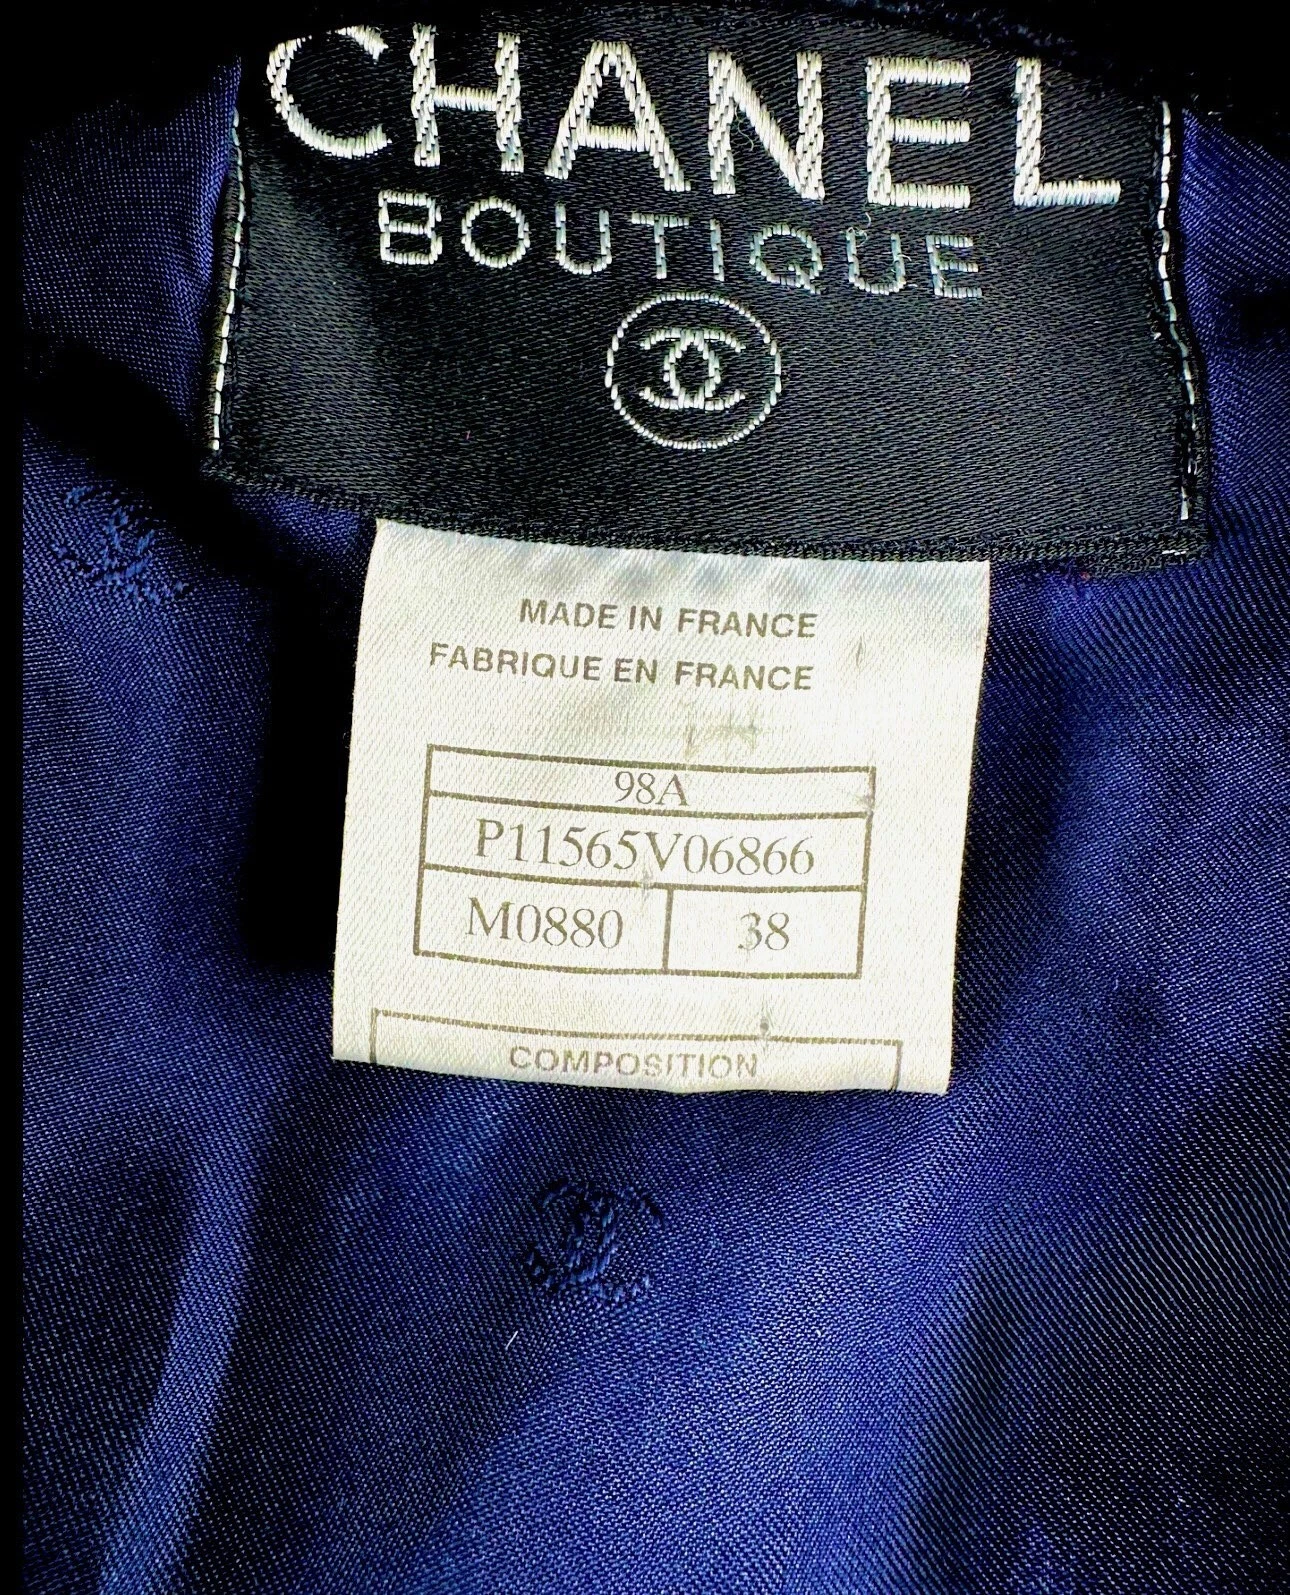 CHANEL
BOUTIQUE
MADE IN FRANCE
FABRIQUE EN FRANCE
98A
P11565V06866
M0880 38
COMPOSITION